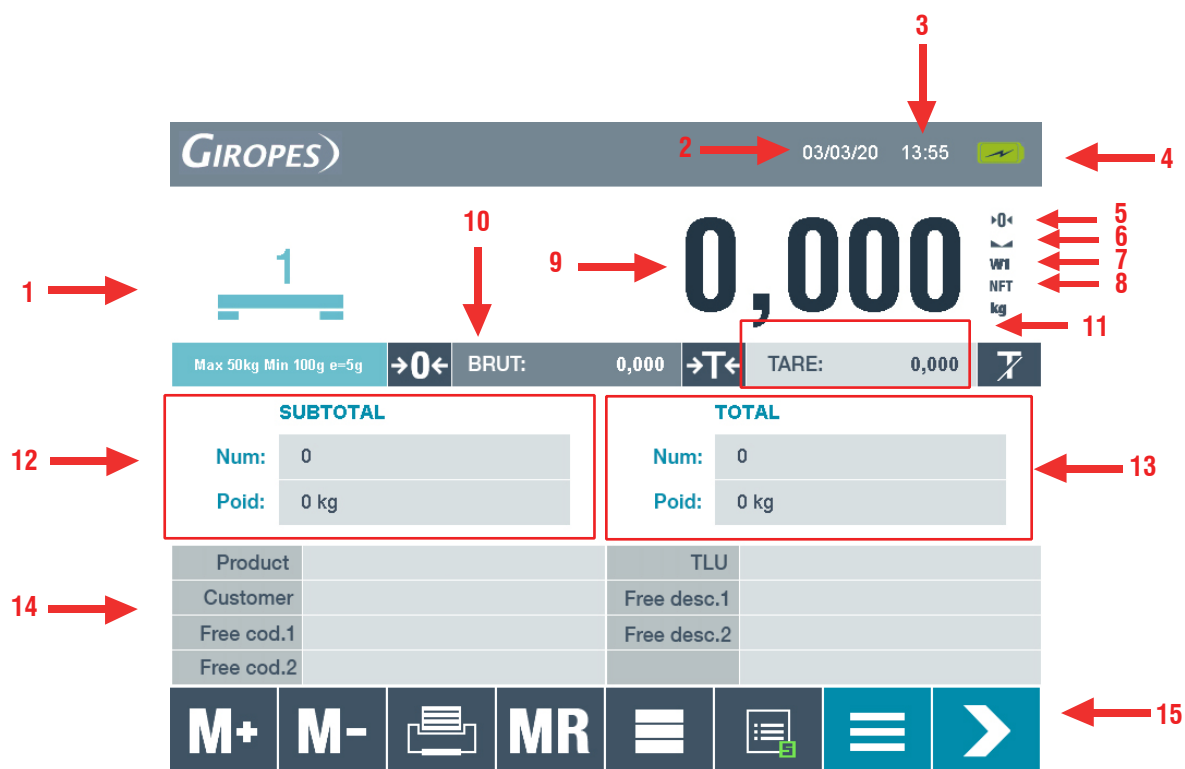 3
GIROPES
2
03/03/20 13:55
4
10
9
0,000
→0← 5
6
W1 7
NFT 8
kg
1
1
11
Max 50kg Min 100g e=5g →0← BRUT: 0,000 →T← TARE: 0,000 T
SUBTOTAL TOTAL
12 Num: 0 Num: 0 13
Poid: 0 kg Poid: 0 kg
Product TLU
14 Customer Free desc.1
Free cod.1 Free desc.2
Free cod.2
M+ M- MR S 15